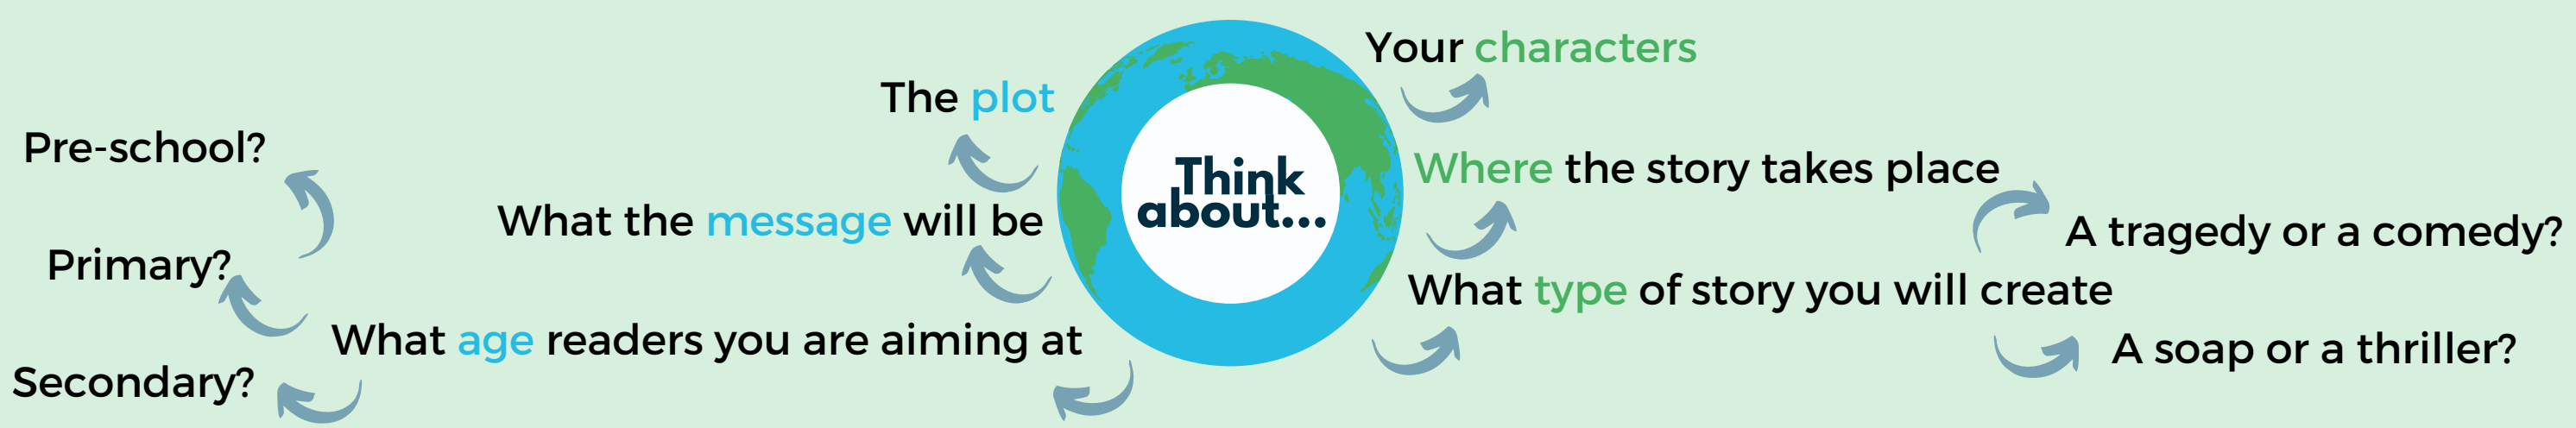 Think
about...
The plot
What the message will be
What age readers you are aiming at
Pre-school?
Primary?
Secondary?
Your characters
Where the story takes place
What type of story you will create
A tragedy or a comedy?
A soap or a thriller?